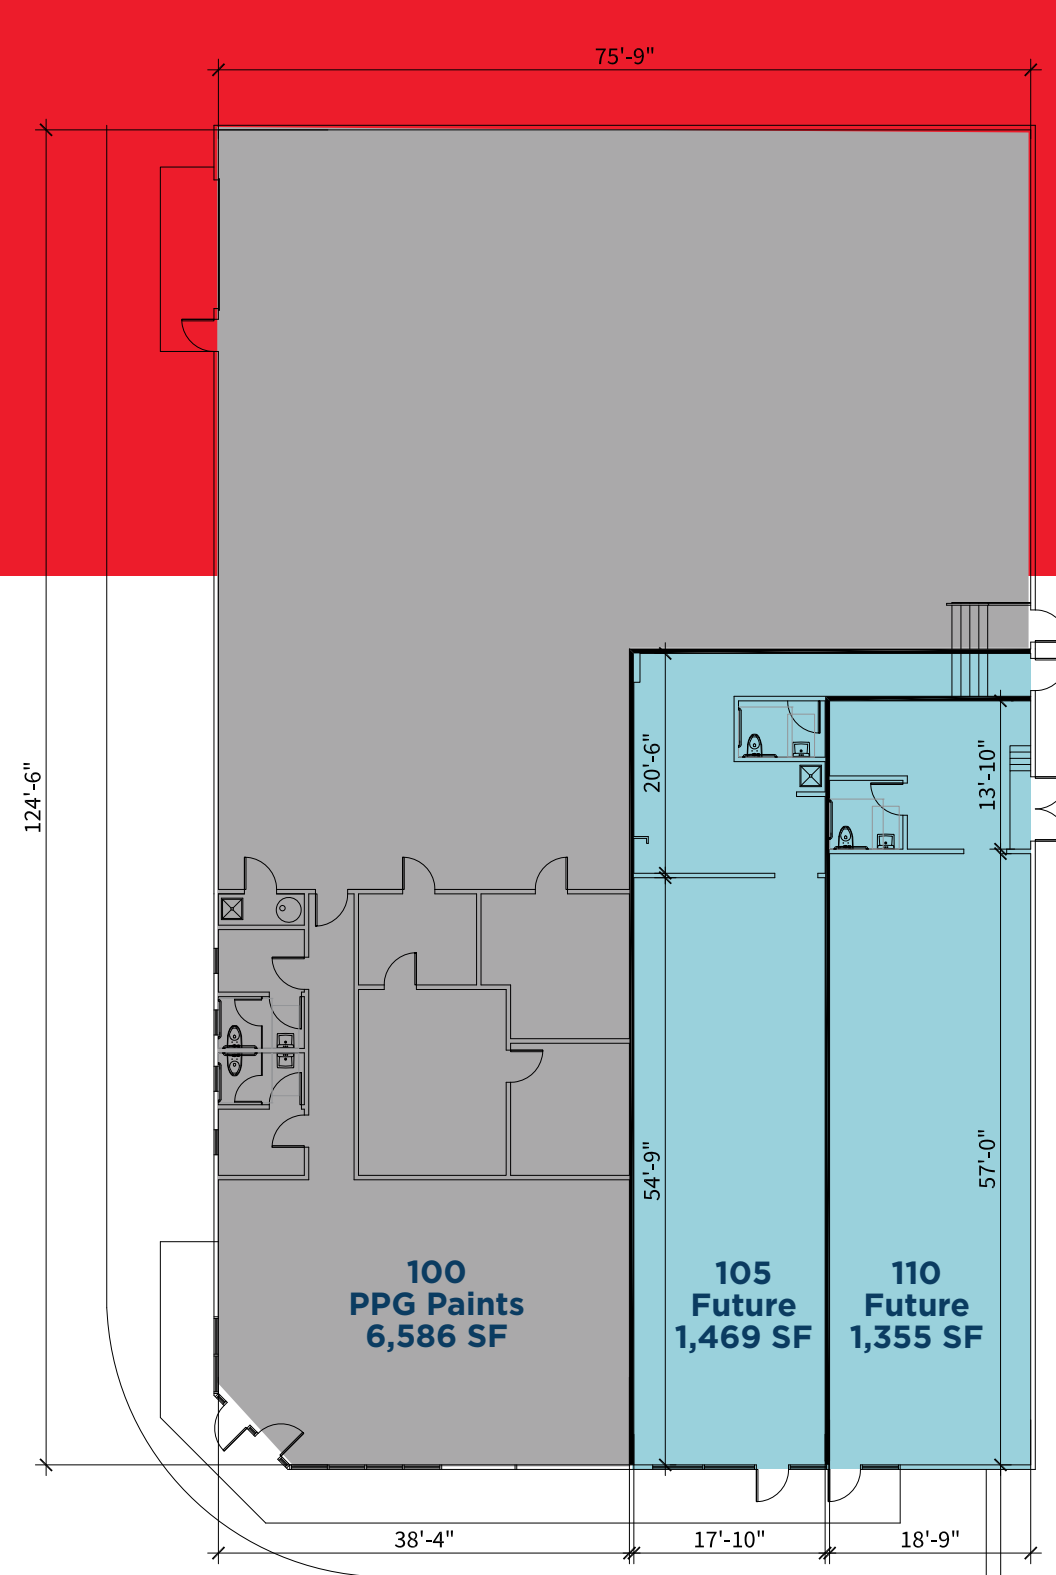 75'-9"
124'-6"
20'-6"
13'-10"
54'-9"
57'-0"
100
PPG Paints
6,586 SF
105
Future
1,469 SF
110
Future
1,355 SF
38'-4"
17'-10"
18'-9"